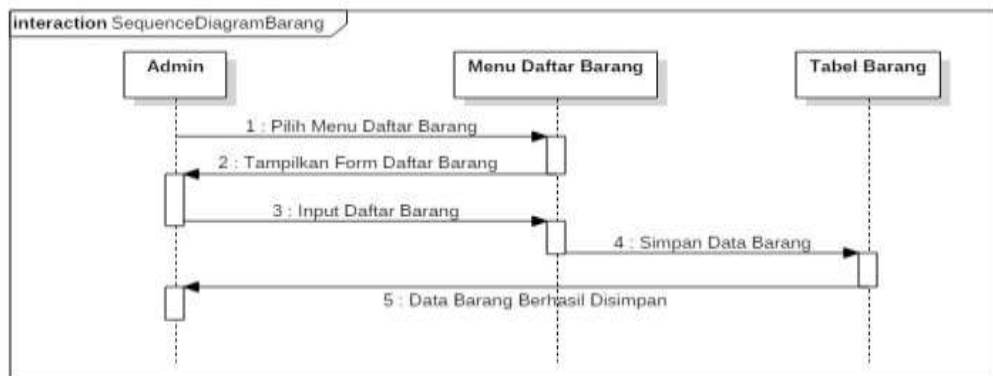 interaction SequenceDiagramBarang
Admin
Menu Daftar Barang
Tabel Barang
1 : Pilih Menu Daftar Barang
2 : Tampilkan Form Daftar Barang
3 : Input Daftar Barang
4 : Simpan Data Barang
5 : Data Barang Berhasil Disimpan